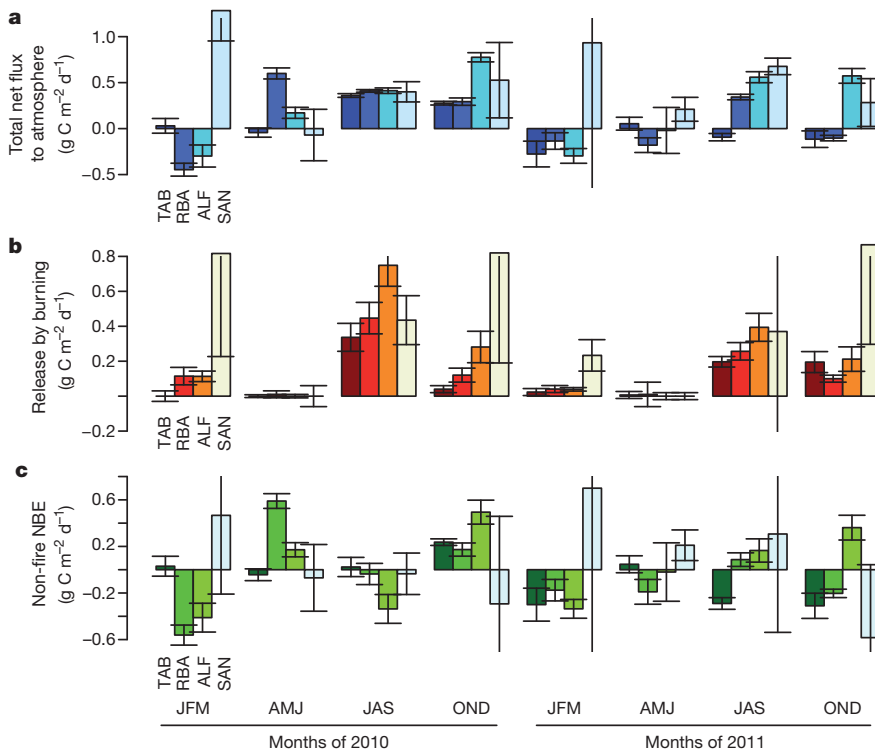 a
Total net flux
to atmosphere
(g C m⁻² d⁻¹)
1.0
0.5
0.0
−0.5
TAB
RBA
ALF
SAN
b
Release by burning
(g C m⁻² d⁻¹)
0.8
0.6
0.4
0.2
−0.2
TAB
RBA
ALF
SAN
c
Non-fire NBE
(g C m⁻² d⁻¹)
0.6
0.2
−0.2
−0.6
TAB
RBA
ALF
SAN
JFM AMJ JAS OND JFM AMJ JAS OND
Months of 2010 Months of 2011